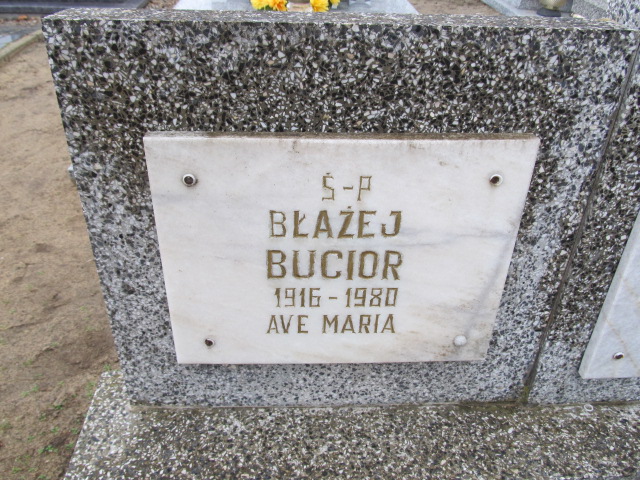 Ś-P
BŁAŻEJ
BUCIOR
1916-1980
AVE MARIA